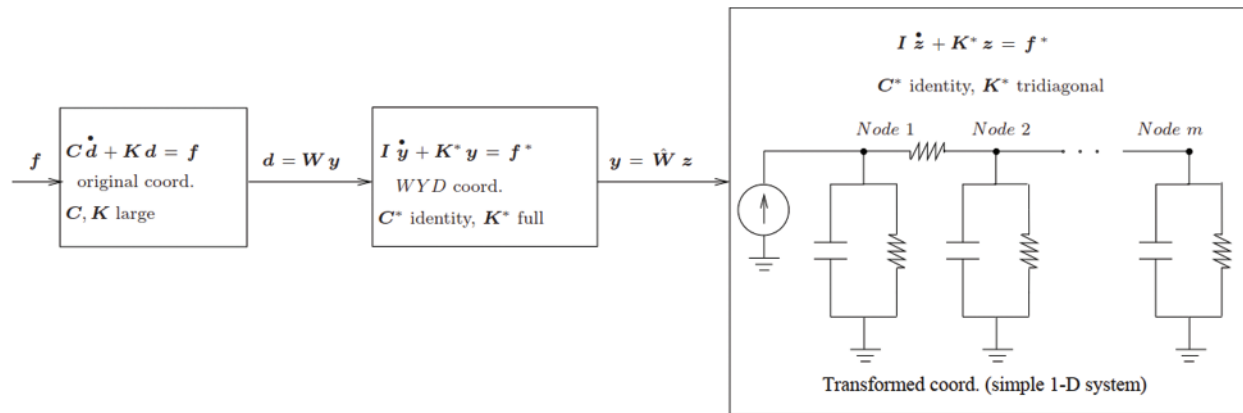 f
C ḋ + K d = f
original coord.
C, K large
d = W y
I ẏ + K* y = f*
WYD coord.
C* identity, K* full
y = Ŵ z
I ż + K* z = f*
C* identity, K* tridiagonal
Node 1
Node 2
Node m
. .
Transformed coord. (simple 1-D system)